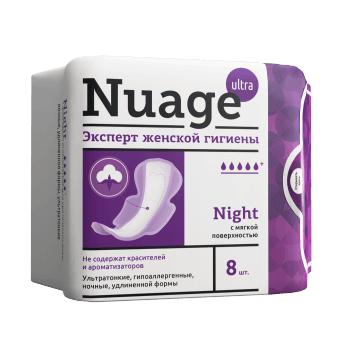 Nuage
ultra
Эксперт женской гигиены
Night
с мягкой
поверхностью
Не содержат красителей
и ароматизаторов
Ультратонкие, гипоаллергенные,
ночные, удлиненной формы
8 шт.
Night